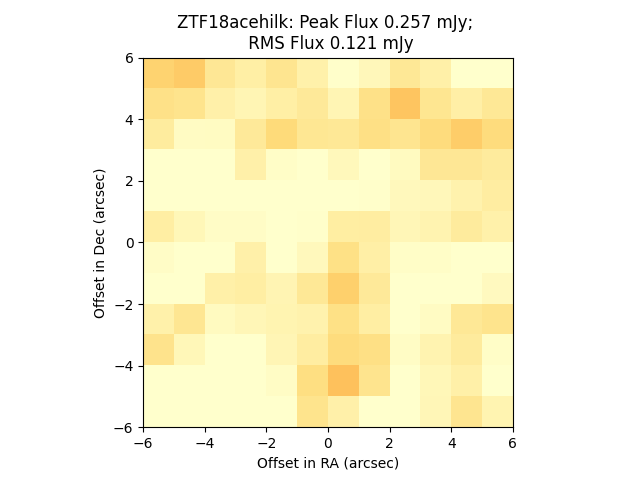 ZTF18acehilk: Peak Flux 0.257 mJy;
RMS Flux 0.121 mJy
6
4
2
0
−2
−4
−6
Offset in Dec (arcsec)
−6 −4 −2 0 2 4 6
Offset in RA (arcsec)